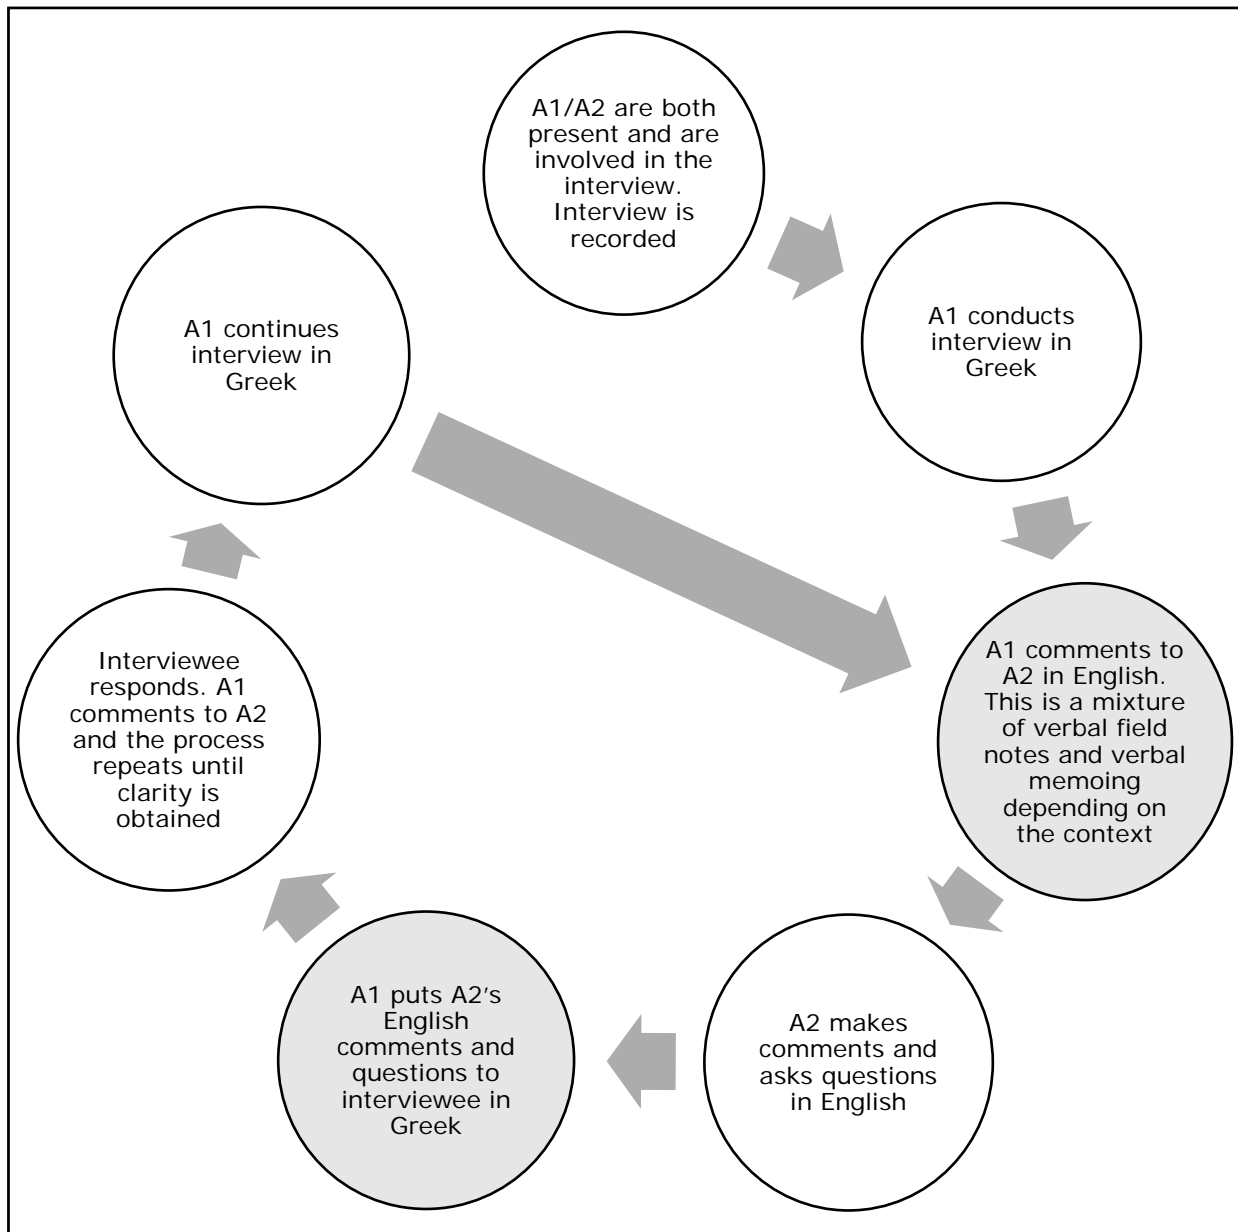 A1/A2 are both
present and are
involved in the
interview.
Interview is
recorded
A1 conducts
interview in
Greek
A1 comments to
A2 in English.
This is a mixture
of verbal field
notes and verbal
memoing
depending on
the context
A2 makes
comments and
asks questions
in English
A1 puts A2’s
English
comments and
questions to
interviewee in
Greek
Interviewee
responds. A1
comments to A2
and the process
repeats until
clarity is
obtained
A1 continues
interview in
Greek